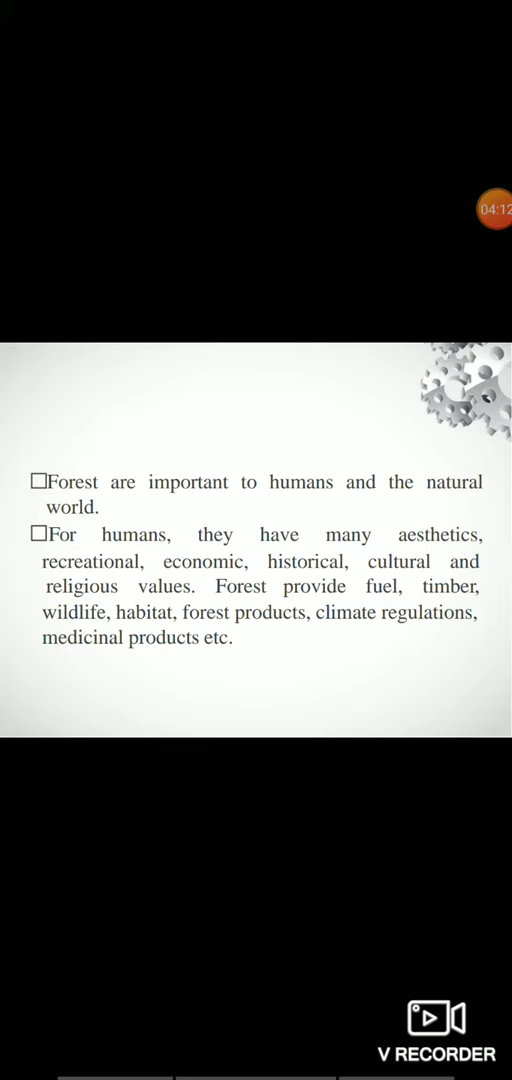 04:12
☐Forest are important to humans and the natural
world.
☐For humans, they have many aesthetics,
recreational, economic, historical, cultural and
religious values. Forest provide fuel, timber,
wildlife, habitat, forest products, climate regulations,
medicinal products etc.
V RECORDER